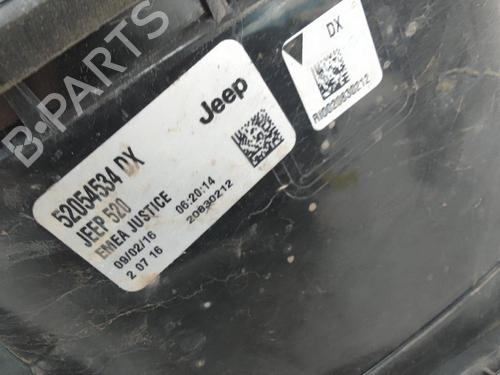 B-PARTS
Jeep
52054534 DX
JEEP 520
EMEA JUSTICE
09/02/16 06:20:14
2 07 16 20830212
DX
RI0020830212